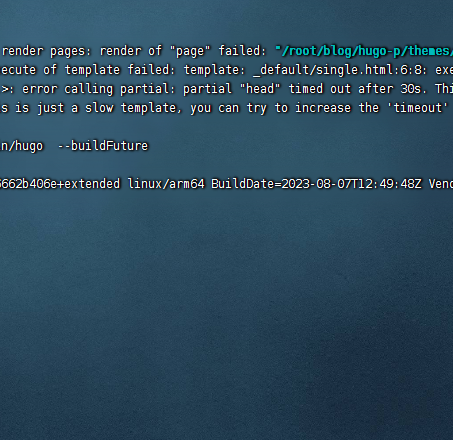 render pages: render of "page" failed: "/root/blog/hugo-p/themes/
ecute of template failed: template: _default/single.html:6:8: exe
>: error calling partial: partial "head" timed out after 30s. Thi
s is just a slow template, you can try to increase the 'timeout'
n/hugo --buildFuture
6662b406e+extended linux/arm64 BuildDate=2023-08-07T12:49:48Z Vend